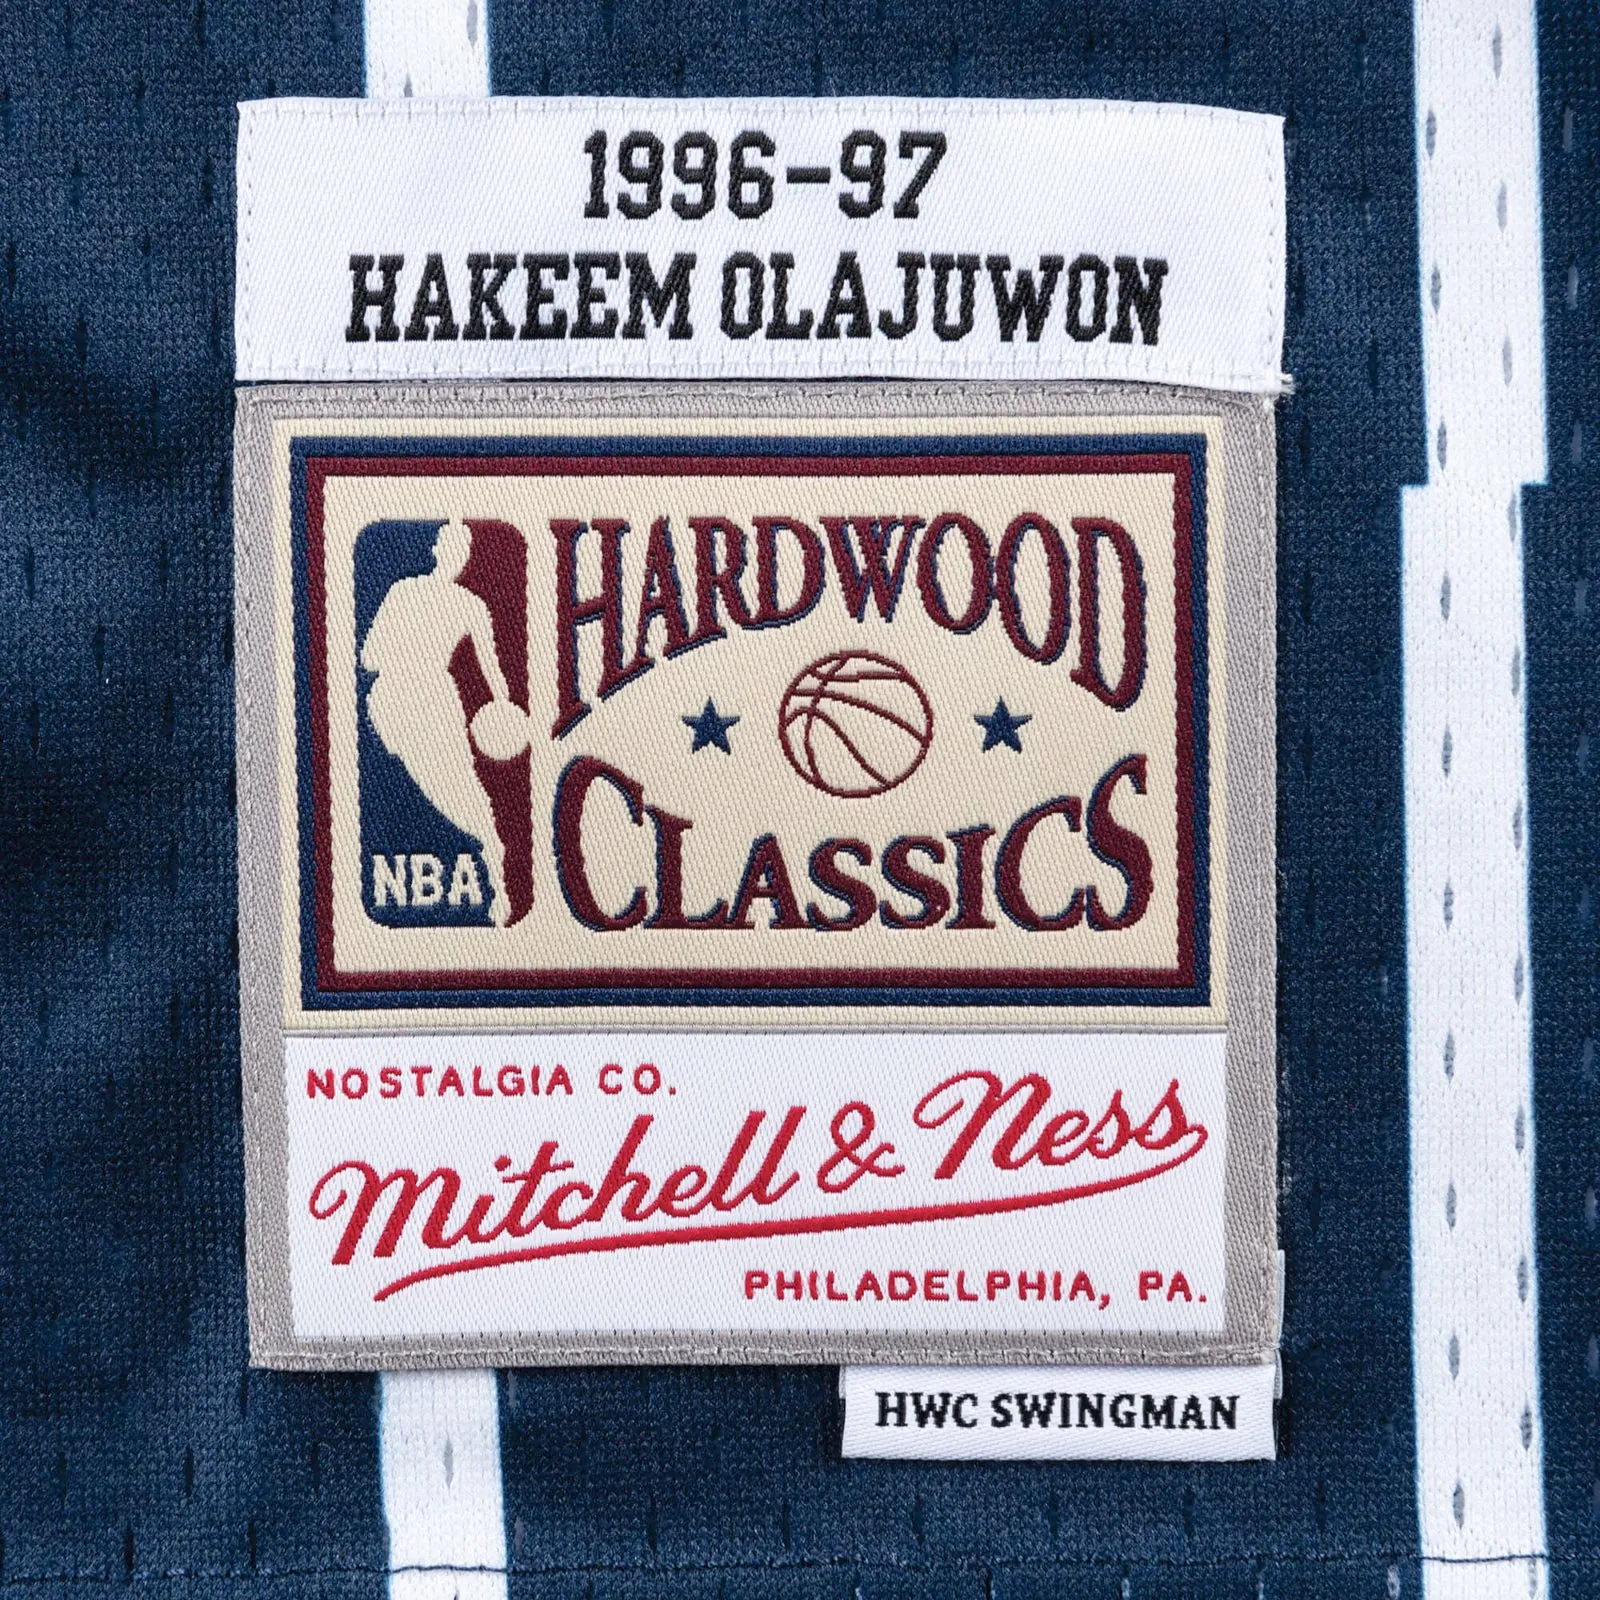 1996-97
HAKEEM OLAJUWON
HARDWOOD
CLASSICS
NBA
NOSTALGIA CO.
Mitchell & Ness
PHILADELPHIA, PA.
HWC SWINGMAN